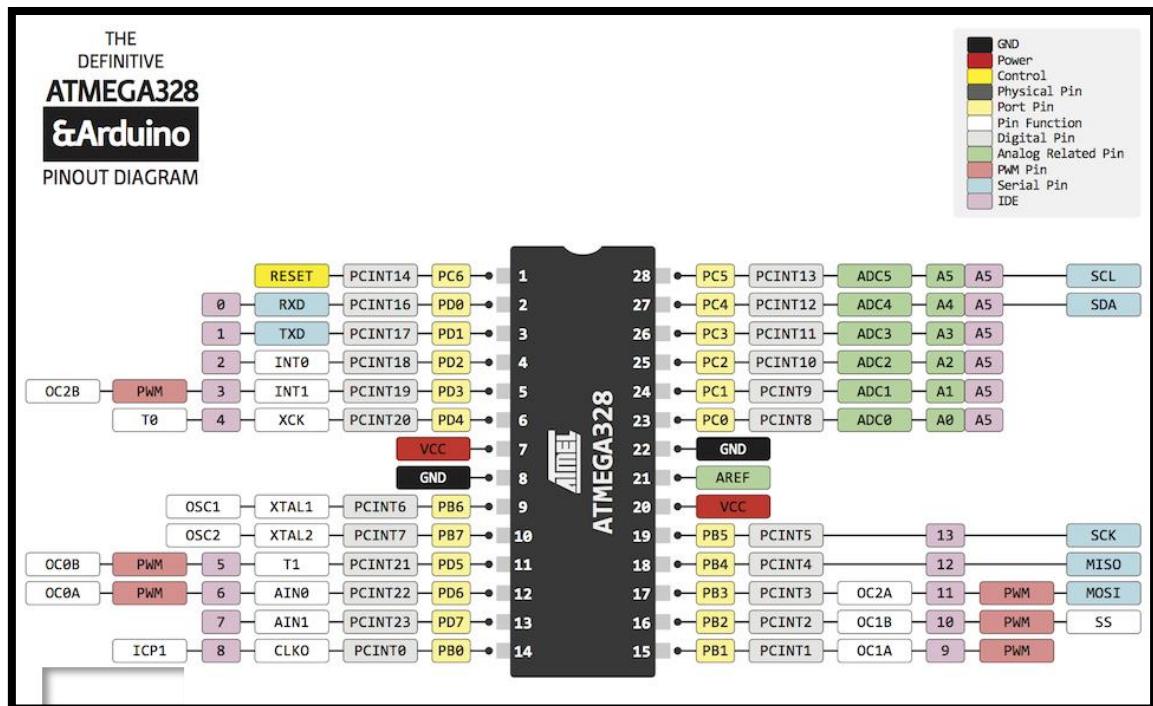 THE
DEFINITIVE
ATMEGA328
&Arduino
PINOUT DIAGRAM
GND
Power
Control
Physical Pin
Port Pin
Pin Function
Digital Pin
Analog Related Pin
PWM Pin
Serial Pin
IDE
RESET PCINT14 PC6 1 28 PC5 PCINT13 ADC5 A5 A5 SCL
0 RXD PCINT16 PD0 2 27 PC4 PCINT12 ADC4 A4 A5 SDA
1 TXD PCINT17 PD1 3 26 PC3 PCINT11 ADC3 A3 A5
2 INT0 PCINT18 PD2 4 25 PC2 PCINT10 ADC2 A2 A5
OC2B PWM 3 INT1 PCINT19 PD3 5 24 PC1 PCINT9 ADC1 A1 A5
T0 4 XCK PCINT20 PD4 6 23 PC0 PCINT8 ADC0 A0 A5
VCC 7 22 GND
GND 8 21 AREF
OSC1 XTAL1 PCINT6 PB6 9 20 VCC
OSC2 XTAL2 PCINT7 PB7 10 19 PB5 PCINT5 13 SCK
OC0B PWM 5 T1 PCINT21 PD5 11 18 PB4 PCINT4 12 MISO
OC0A PWM 6 AIN0 PCINT22 PD6 12 17 PB3 PCINT3 OC2A 11 PWM MOSI
7 AIN1 PCINT23 PD7 13 16 PB2 PCINT2 OC1B 10 PWM SS
ICP1 8 CLKO PCINT0 PB0 14 15 PB1 PCINT1 OC1A 9 PWM
ATMEL
ATMEGA328